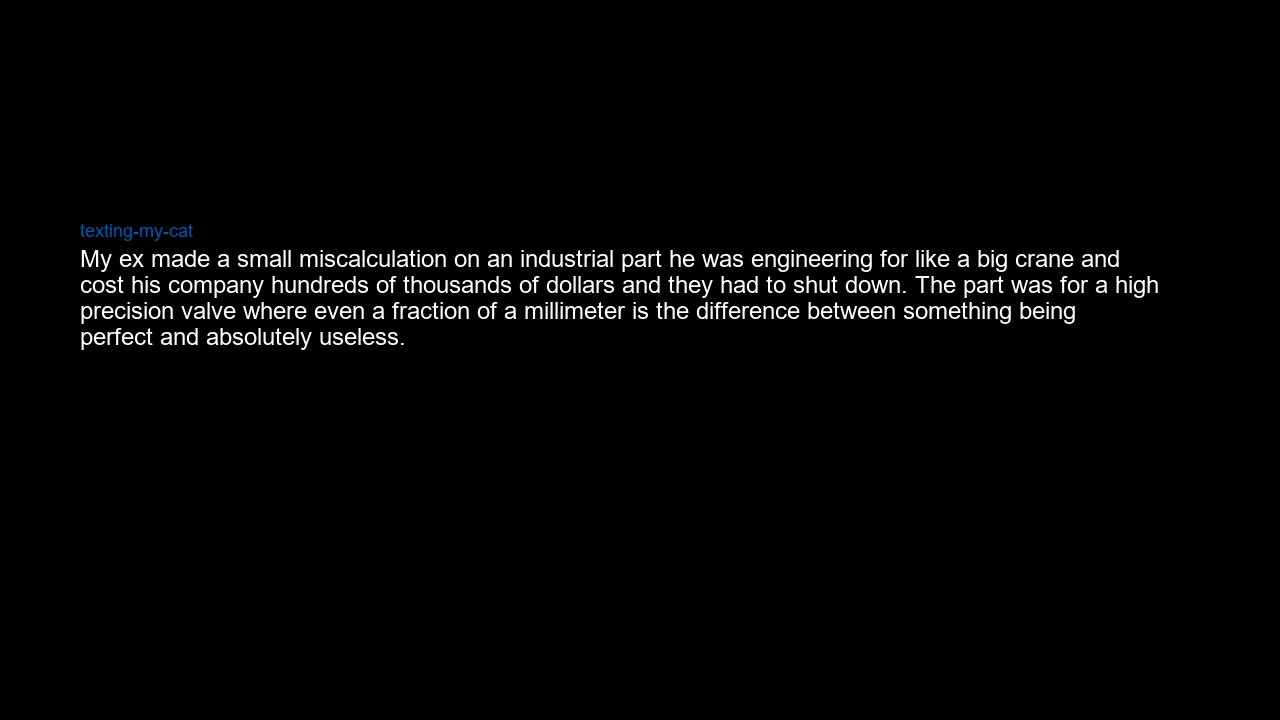 texting-my-cat
My ex made a small miscalculation on an industrial part he was engineering for like a big crane and
cost his company hundreds of thousands of dollars and they had to shut down. The part was for a high
precision valve where even a fraction of a millimeter is the difference between something being
perfect and absolutely useless.